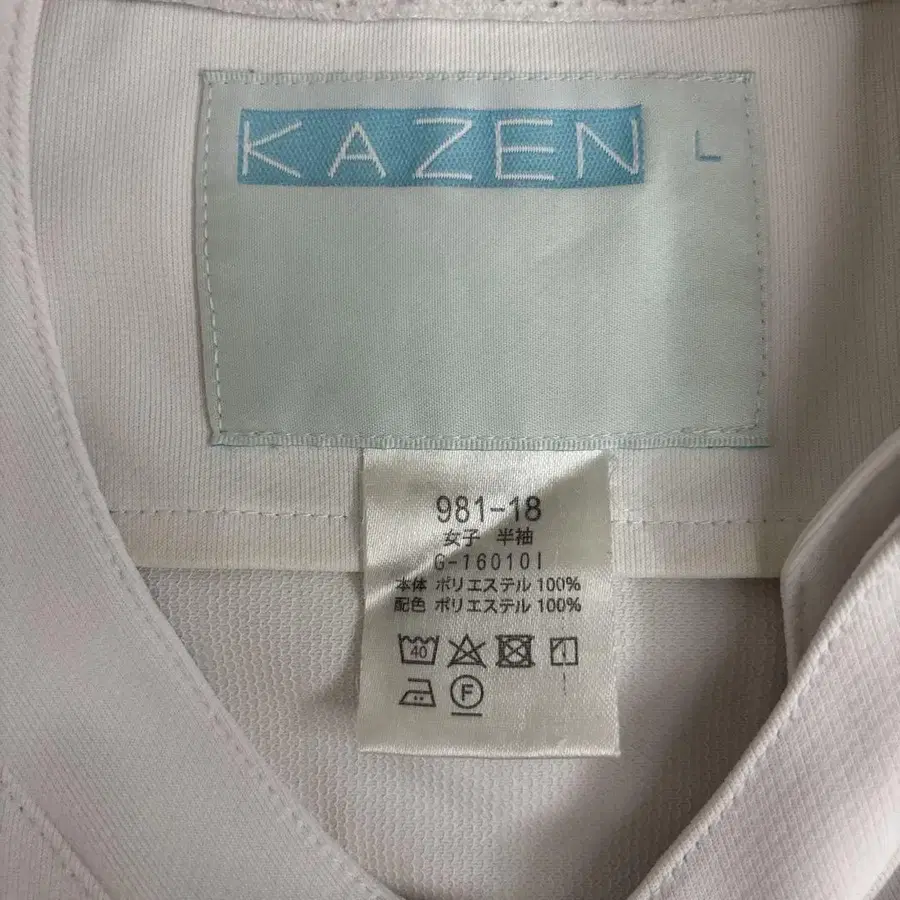 KAZEN L
981-18
女子 半袖
G-16010I
本体 ポリエステル 100%
配色 ポリエステル 100%
40
F